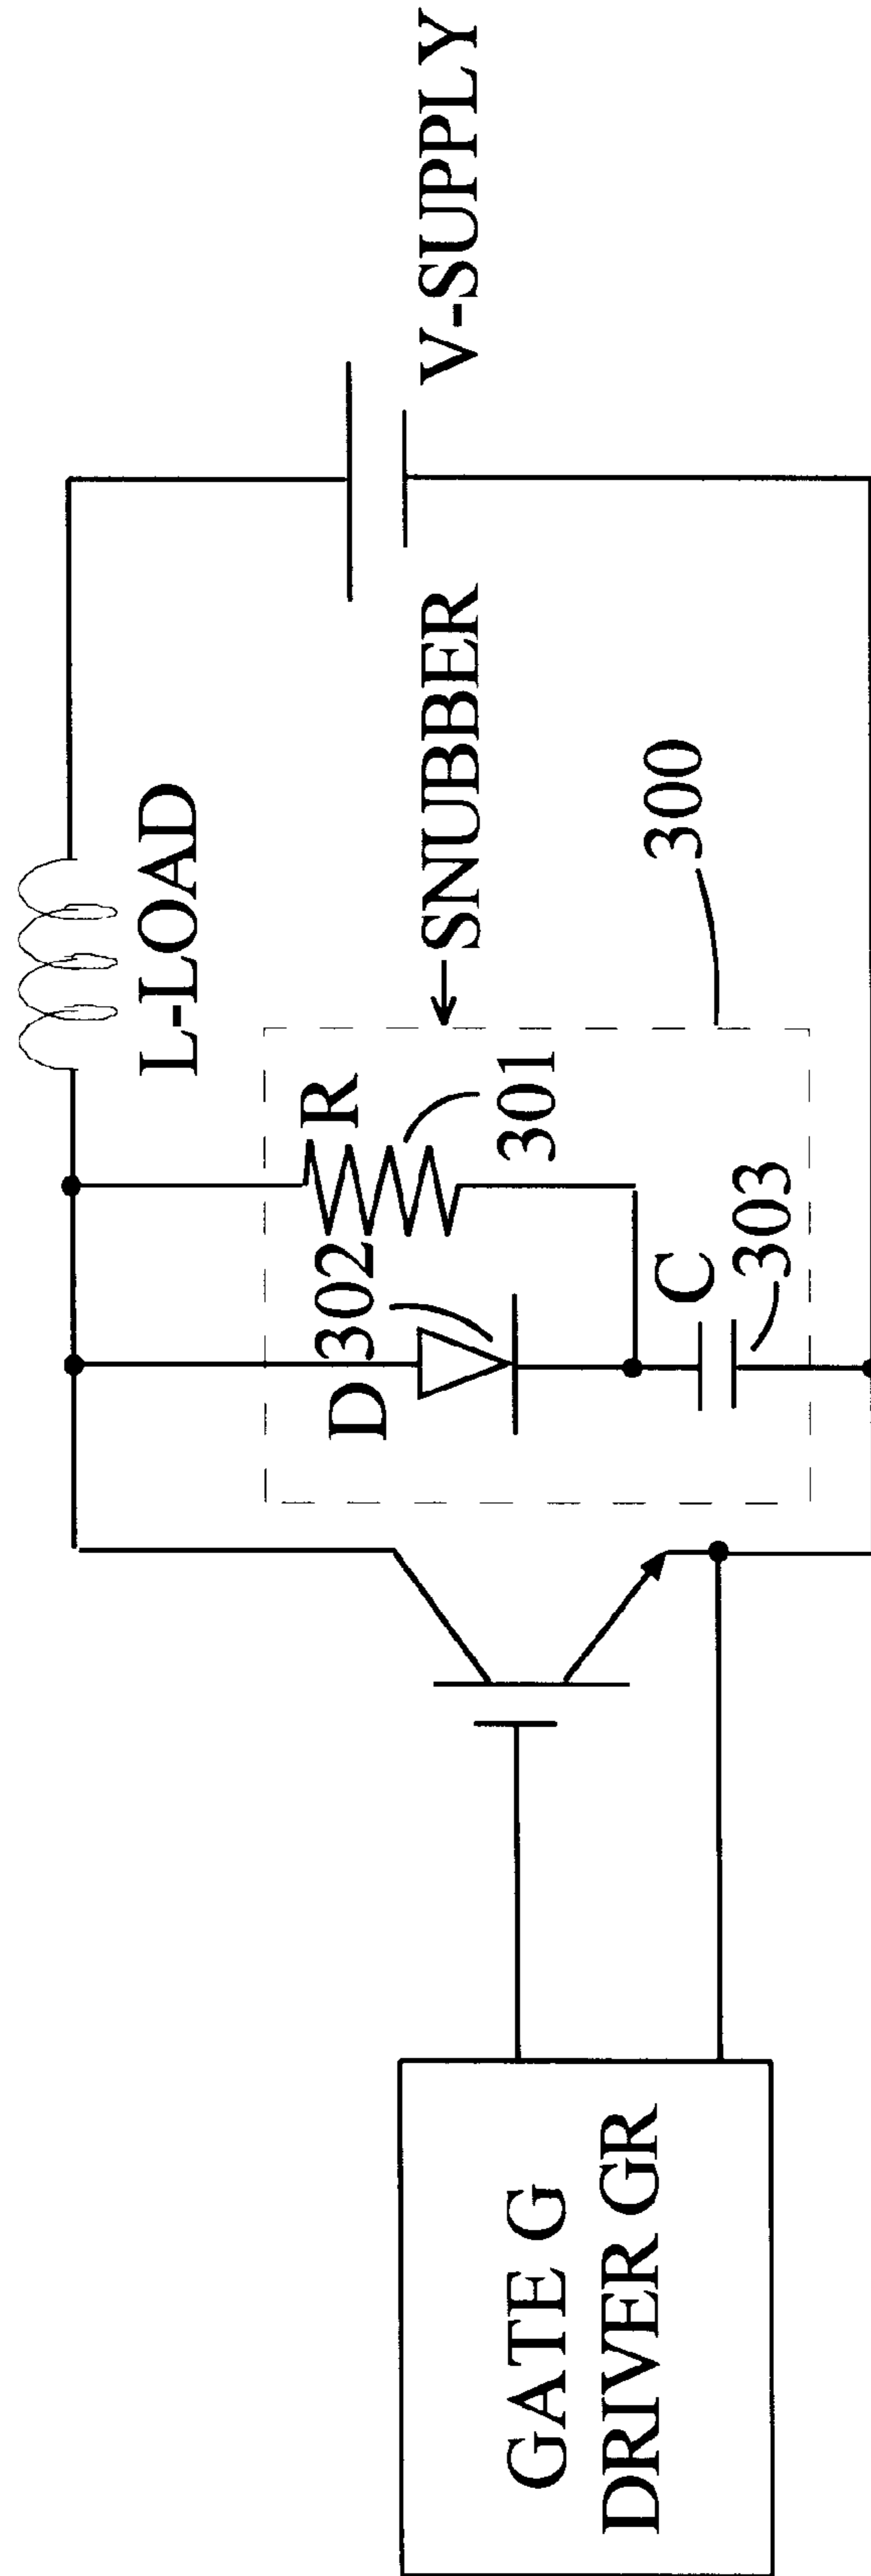 GATE G
DRIVER GR
D
302
R
301
C
303
L-LOAD
SNUBBER
300
V-SUPPLY